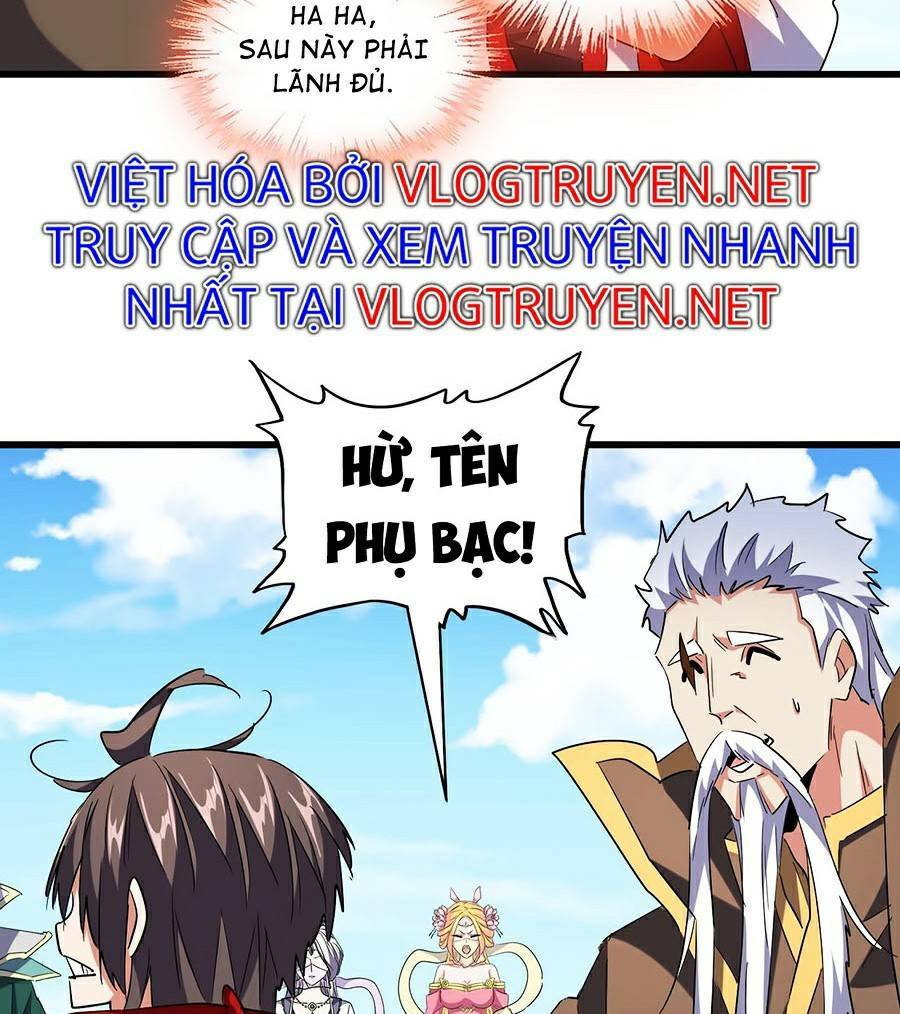 HA HA,
SAU NÀY PHẢI
LÃNH ĐỦ.
VIỆT HÓA BỞI VLOGTRUYEN.NET
TRUY CẬP VÀ XEM TRUYỆN NHANH
NHẤT TẠI VLOGTRUYEN.NET
HỪ, TÊN
PHỤ BẠC!